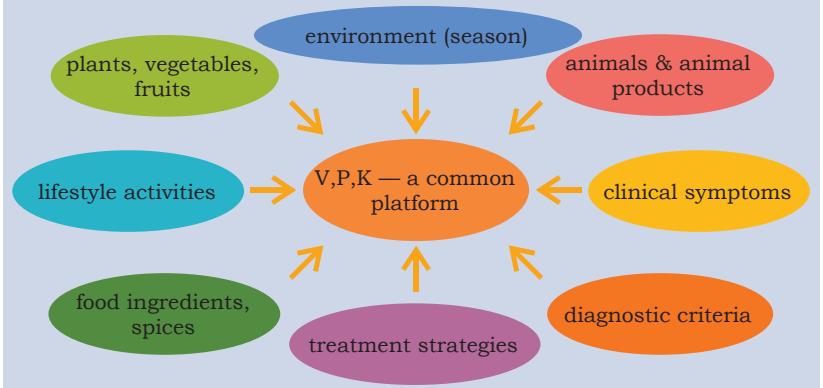 environment (season)
plants, vegetables,
fruits
animals & animal
products
lifestyle activities
V,P,K — a common
platform
clinical symptoms
food ingredients,
spices
treatment strategies
diagnostic criteria